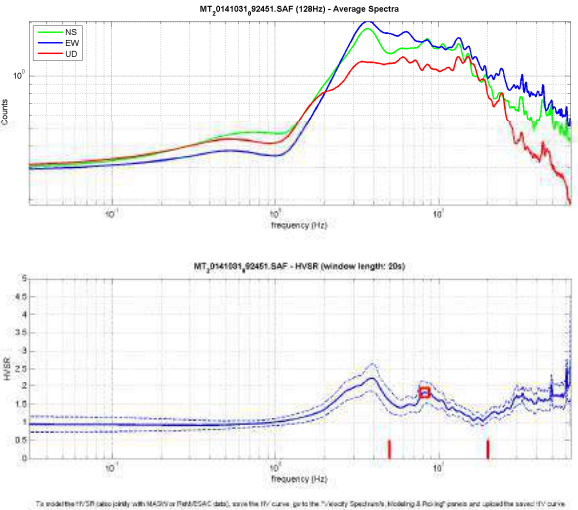 MT_20141031_092451.SAF (128Hz) - Average Spectra
NS
EW
UD
10⁰
Counts
10⁻¹ 10⁰ 10¹
frequency (Hz)
MT_20141031_092451.SAF - HVSR (window length: 20s)
5
4.5
4
3.5
3
2.5
2
1.5
1
0.5
0
HVSR
10⁻¹ 10⁰ 10¹
frequency (Hz)
To model the HVSR (also jointly with MASW or ReMi/ESAC data), save the HV curve, go to the "Velocity Spectrum/s, Modeling & Picking" panels and upload the saved HV curve